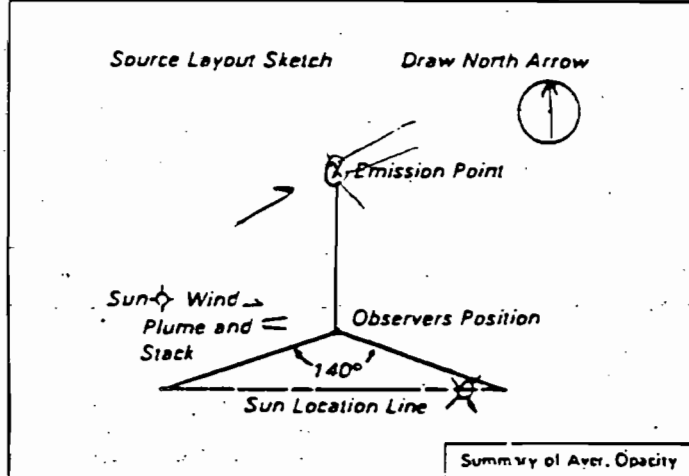 Source Layout Sketch Draw North Arrow
Emission Point
Sun Wind
Plume and
Stack
Observers Position
140°
Sun Location Line
Summary of Aver. Opacity